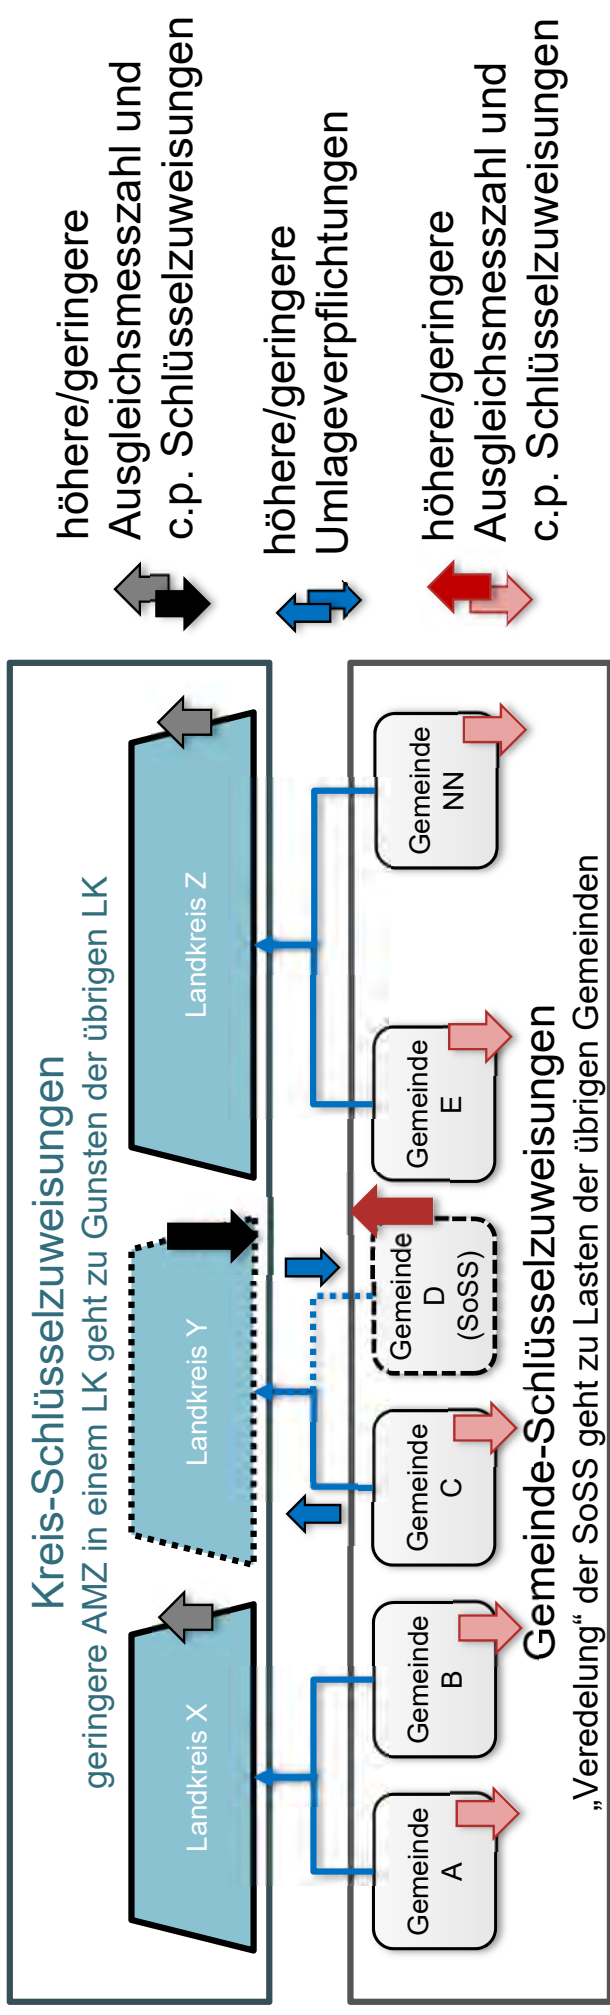 Kreis-Schlüsselzuweisungen
geringere AMZ in einem LK geht zu Gunsten der übrigen LK
Landkreis X
Landkreis Y
Landkreis Z
Gemeinde
A
Gemeinde
B
Gemeinde
C
Gemeinde
D
(SoSS)
Gemeinde
E
Gemeinde
NN
Gemeinde-Schlüsselzuweisungen
„Veredelung“ der SoSS geht zu Lasten der übrigen Gemeinden
höhere/geringere
Ausgleichsmesszahl und
c.p. Schlüsselzuweisungen
höhere/geringere
Umlageverpflichtungen
höhere/geringere
Ausgleichsmesszahl und
c.p. Schlüsselzuweisungen